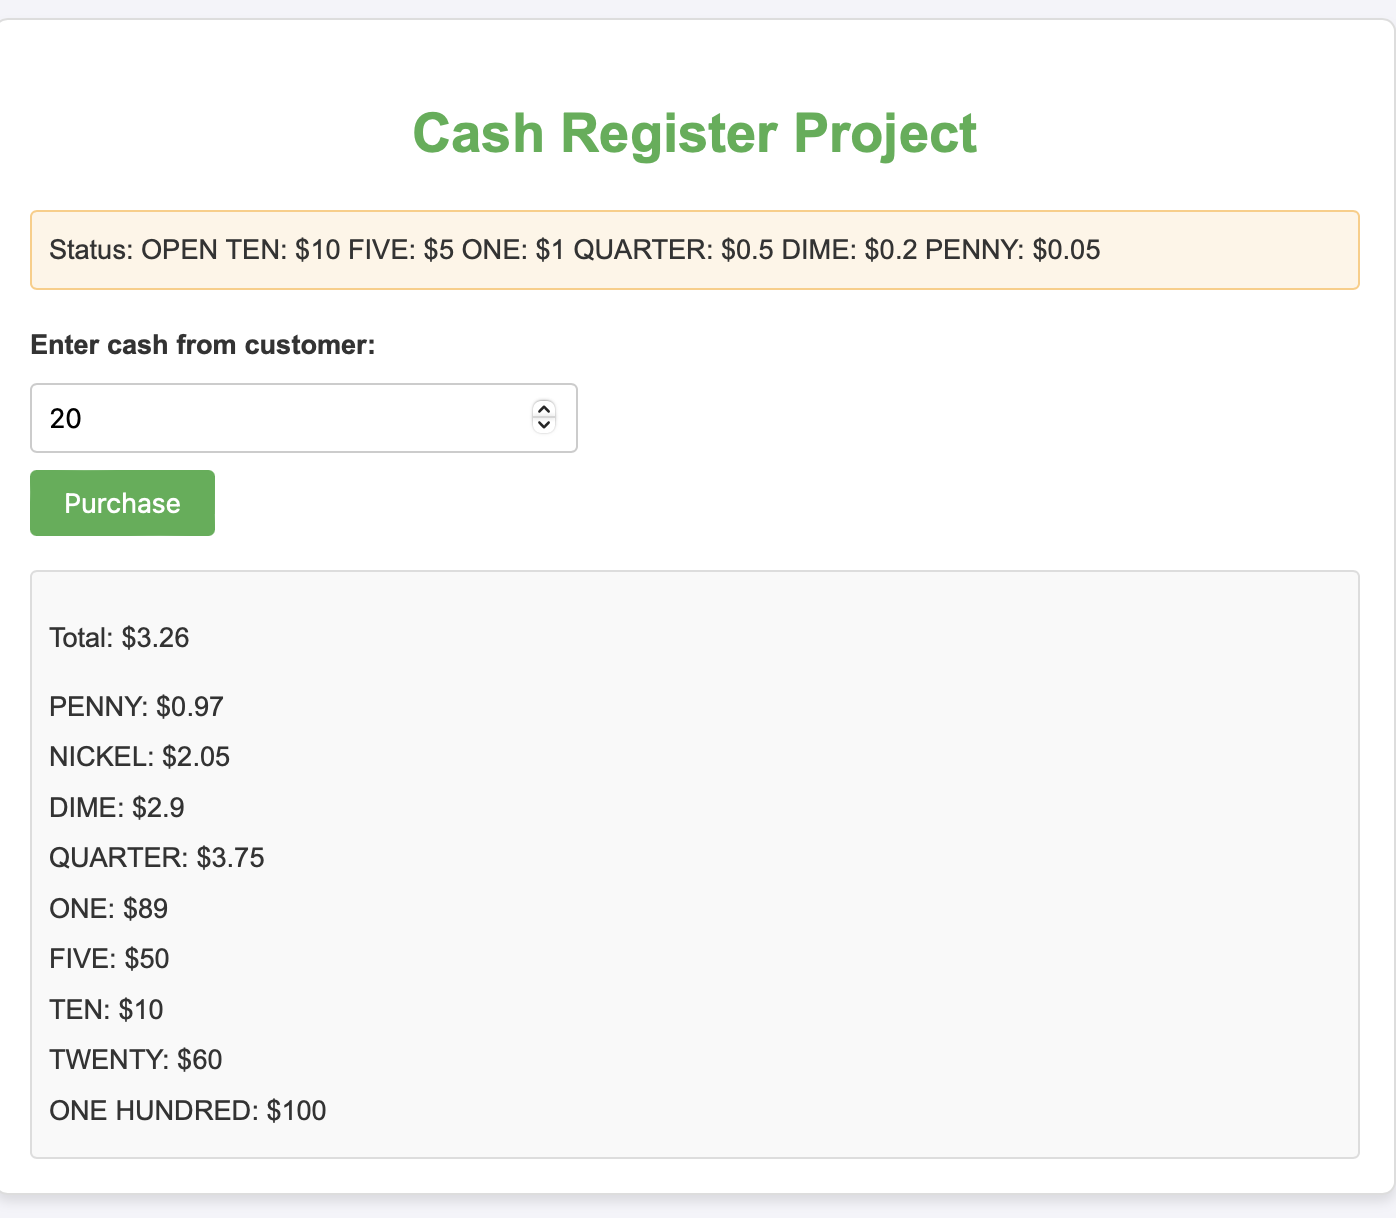 Cash Register Project
Status: OPEN TEN: $10 FIVE: $5 ONE: $1 QUARTER: $0.5 DIME: $0.2 PENNY: $0.05
Enter cash from customer:
20
Purchase
Total: $3.26
PENNY: $0.97
NICKEL: $2.05
DIME: $2.9
QUARTER: $3.75
ONE: $89
FIVE: $50
TEN: $10
TWENTY: $60
ONE HUNDRED: $100